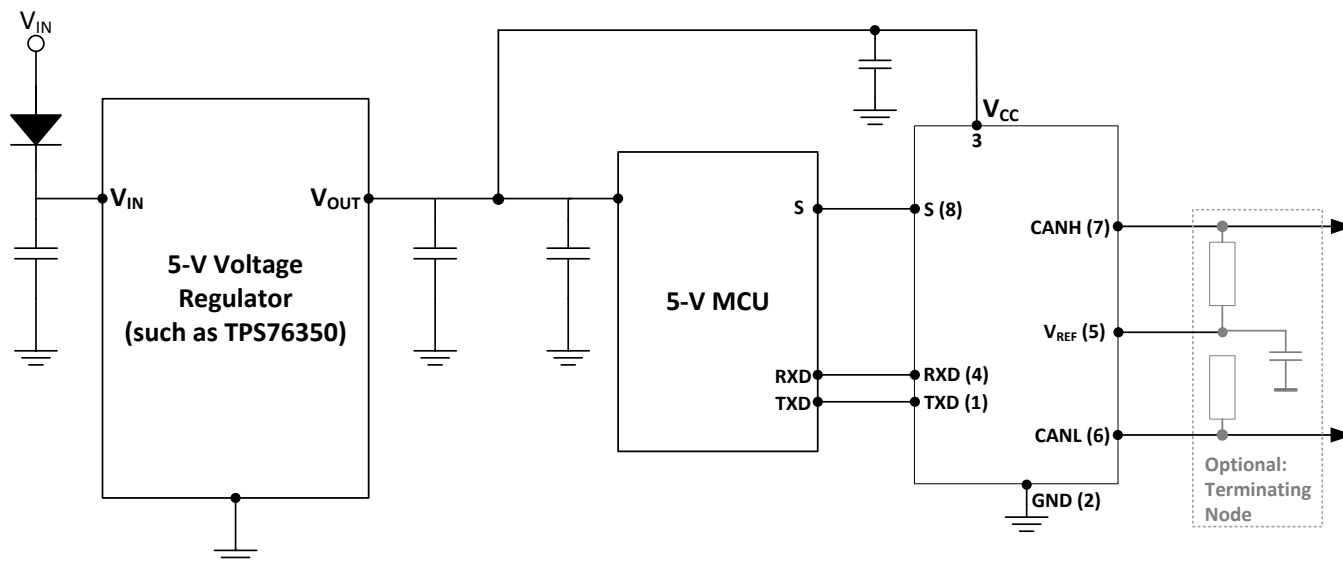 V_IN
V_IN
V_OUT
5-V Voltage
Regulator
(such as TPS76350)
5-V MCU
S
RXD
TXD
V_CC
3
S (8)
RXD (4)
TXD (1)
CANH (7)
V_REF (5)
CANL (6)
GND (2)
Optional:
Terminating
Node